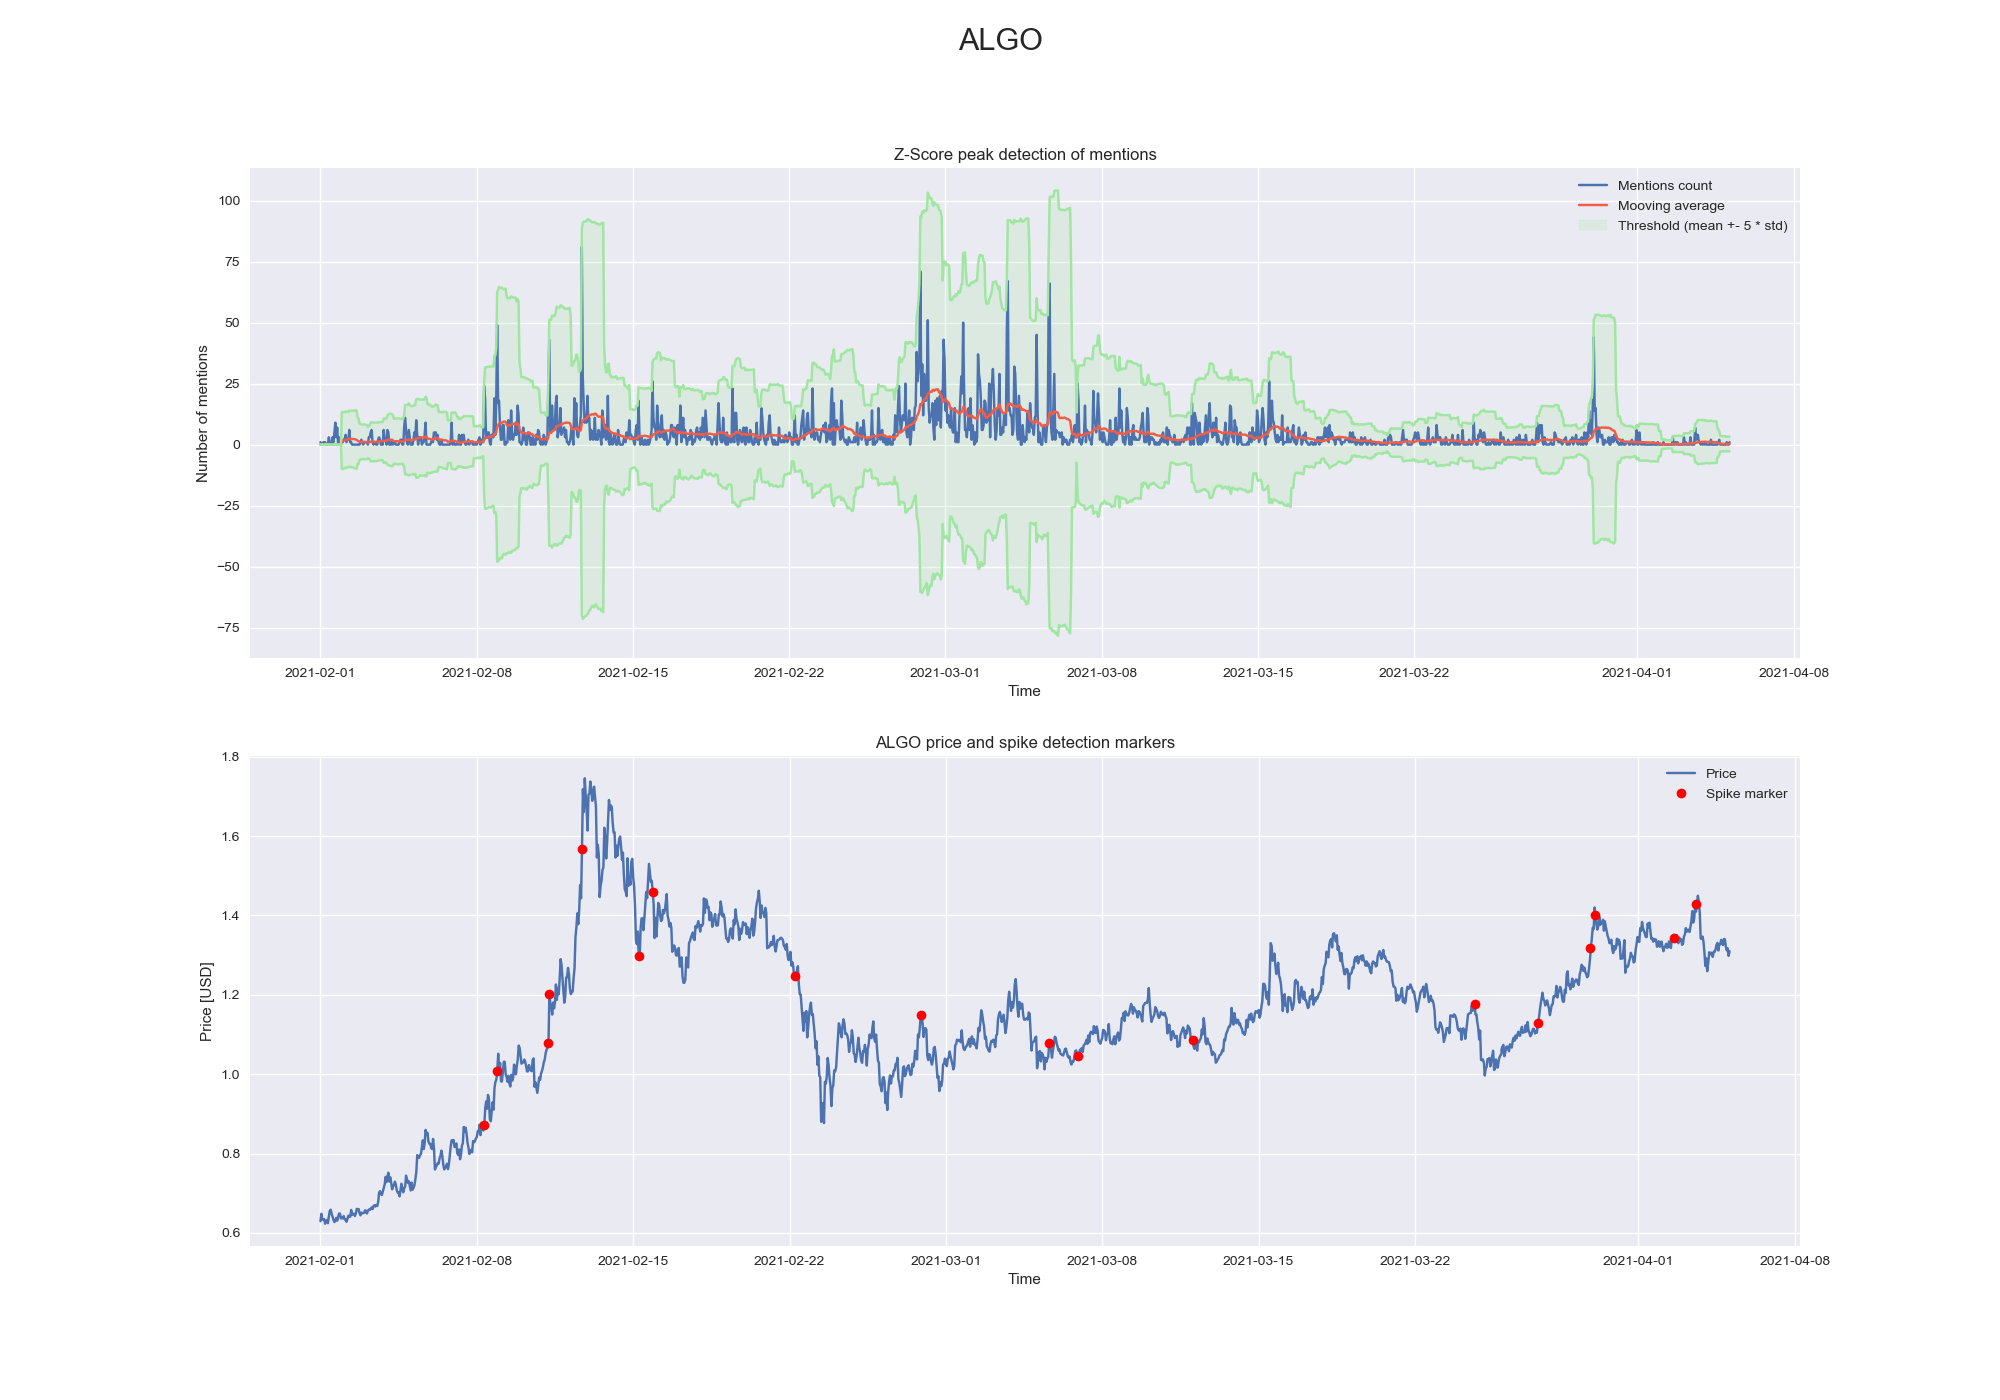 ALGO
Z-Score peak detection of mentions
Mentions count
Mooving average
Threshold (mean +- 5 * std)
Number of mentions
100
75
50
25
0
−25
−50
−75
2021-02-01 2021-02-08 2021-02-15 2021-02-22 2021-03-01 2021-03-08 2021-03-15 2021-03-22 2021-04-01 2021-04-08
Time
ALGO price and spike detection markers
Price
Spike marker
Price [USD]
1.8
1.6
1.4
1.2
1.0
0.8
0.6
2021-02-01 2021-02-08 2021-02-15 2021-02-22 2021-03-01 2021-03-08 2021-03-15 2021-03-22 2021-04-01 2021-04-08
Time